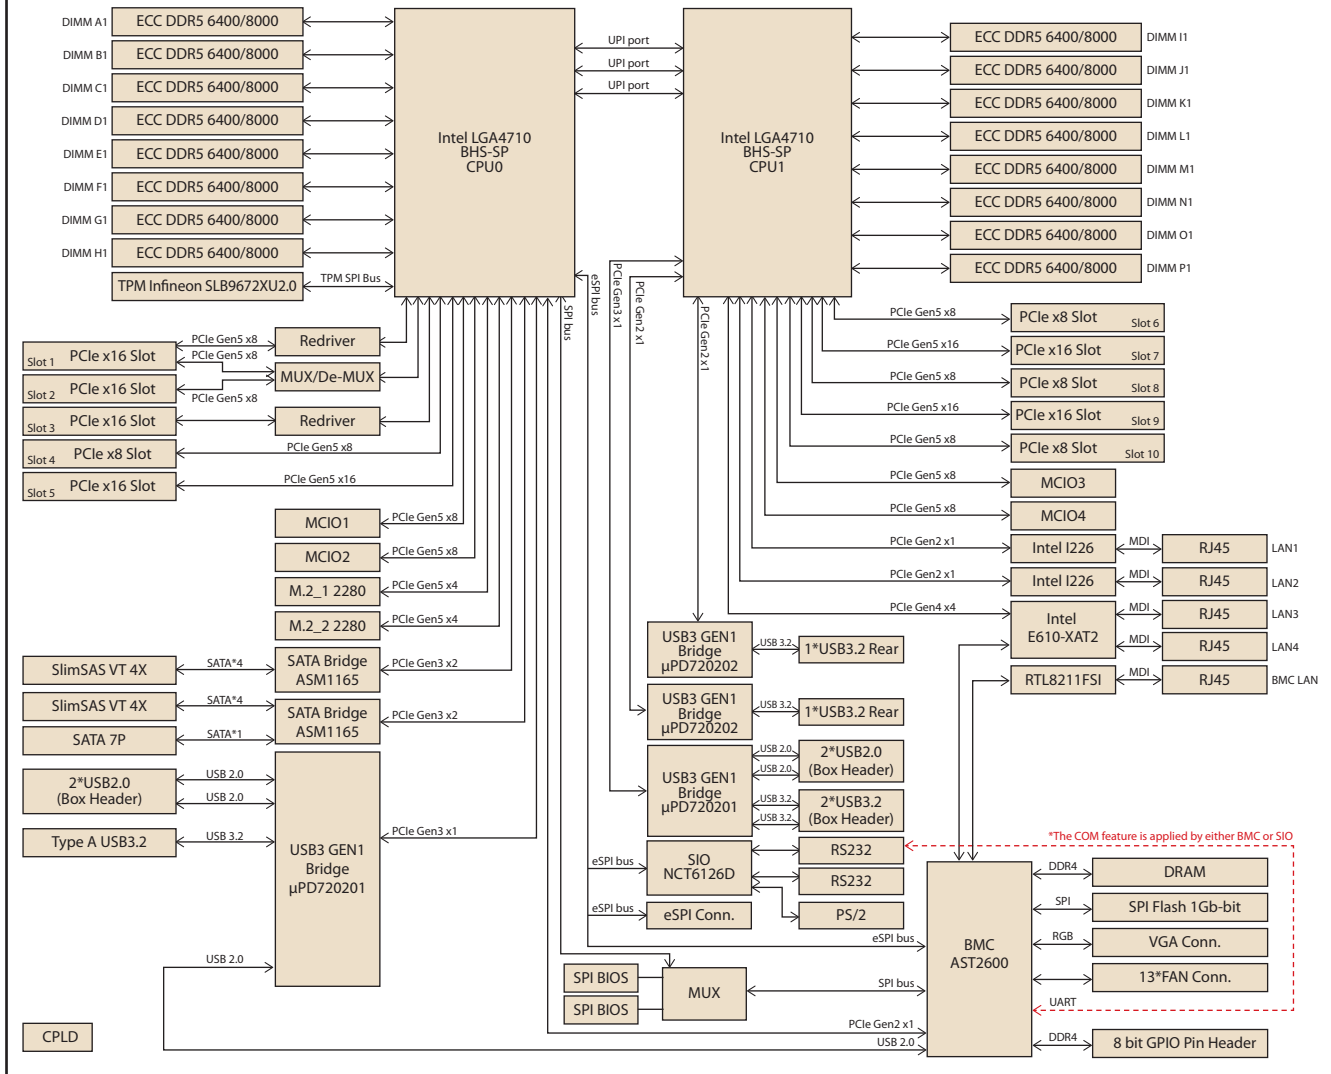 DIMM A1 ECC DDR5 6400/8000
DIMM B1 ECC DDR5 6400/8000
DIMM C1 ECC DDR5 6400/8000
DIMM D1 ECC DDR5 6400/8000
DIMM E1 ECC DDR5 6400/8000
DIMM F1 ECC DDR5 6400/8000
DIMM G1 ECC DDR5 6400/8000
DIMM H1 ECC DDR5 6400/8000
TPM Infineon SLB9672XU2.0
TPM SPI Bus
Intel LGA4710
BHS-SP
CPU0
UPI port
UPI port
UPI port
Intel LGA4710
BHS-SP
CPU1
ECC DDR5 6400/8000 DIMM I1
ECC DDR5 6400/8000 DIMM J1
ECC DDR5 6400/8000 DIMM K1
ECC DDR5 6400/8000 DIMM L1
ECC DDR5 6400/8000 DIMM M1
ECC DDR5 6400/8000 DIMM N1
ECC DDR5 6400/8000 DIMM O1
ECC DDR5 6400/8000 DIMM P1
SPI bus
eSPI bus
PCIe Gen3 x1
PCIe Gen2 x1
PCIe Gen2 x1
Slot 1 PCIe x16 Slot
PCIe Gen5 x8
Redriver
PCIe Gen5 x8
MUX/De-MUX
Slot 2 PCIe x16 Slot
PCIe Gen5 x8
Slot 3 PCIe x16 Slot
Redriver
Slot 4 PCIe x8 Slot
PCIe Gen5 x8
Slot 5 PCIe x16 Slot
PCIe Gen5 x16
MCIO1
PCIe Gen5 x8
MCIO2
PCIe Gen5 x8
M.2_1 2280
PCIe Gen5 x4
M.2_2 2280
PCIe Gen5 x4
SlimSAS VT 4X
SATA*4
SATA Bridge
ASM1165
PCIe Gen3 x2
SlimSAS VT 4X
SATA*4
SATA Bridge
ASM1165
PCIe Gen3 x2
SATA 7P
SATA*1
2*USB2.0
(Box Header)
USB 2.0
USB 2.0
Type A USB3.2
USB 3.2
USB3 GEN1
Bridge
µPD720201
PCIe Gen3 x1
USB 2.0
CPLD
PCIe Gen5 x8
PCIe x8 Slot Slot 6
PCIe Gen5 x16
PCIe x16 Slot Slot 7
PCIe Gen5 x8
PCIe x8 Slot Slot 8
PCIe Gen5 x16
PCIe x16 Slot Slot 9
PCIe Gen5 x8
PCIe x8 Slot Slot 10
PCIe Gen5 x8
MCIO3
PCIe Gen5 x8
MCIO4
PCIe Gen2 x1
Intel I226
MDI
RJ45
LAN1
PCIe Gen2 x1
Intel I226
MDI
RJ45
LAN2
PCIe Gen4 x4
Intel
E610-XAT2
MDI
RJ45
LAN3
MDI
RJ45
LAN4
RTL8211FSI
MDI
RJ45
BMC LAN
USB3 GEN1
Bridge
µPD720202
USB 3.2
1*USB3.2 Rear
USB3 GEN1
Bridge
µPD720202
USB 3.2
1*USB3.2 Rear
USB3 GEN1
Bridge
µPD720201
USB 2.0
USB 2.0
2*USB2.0
(Box Header)
USB 3.2
USB 3.2
2*USB3.2
(Box Header)
eSPI bus
SIO
NCT6126D
RS232
RS232
PS/2
eSPI bus
eSPI Conn.
*The COM feature is applied by either BMC or SIO
eSPI bus
SPI BIOS
SPI BIOS
MUX
SPI bus
PCIe Gen2 x1
USB 2.0
BMC
AST2600
DDR4
DRAM
SPI
SPI Flash 1Gb-bit
RGB
VGA Conn.
13*FAN Conn.
UART
DDR4
8 bit GPIO Pin Header